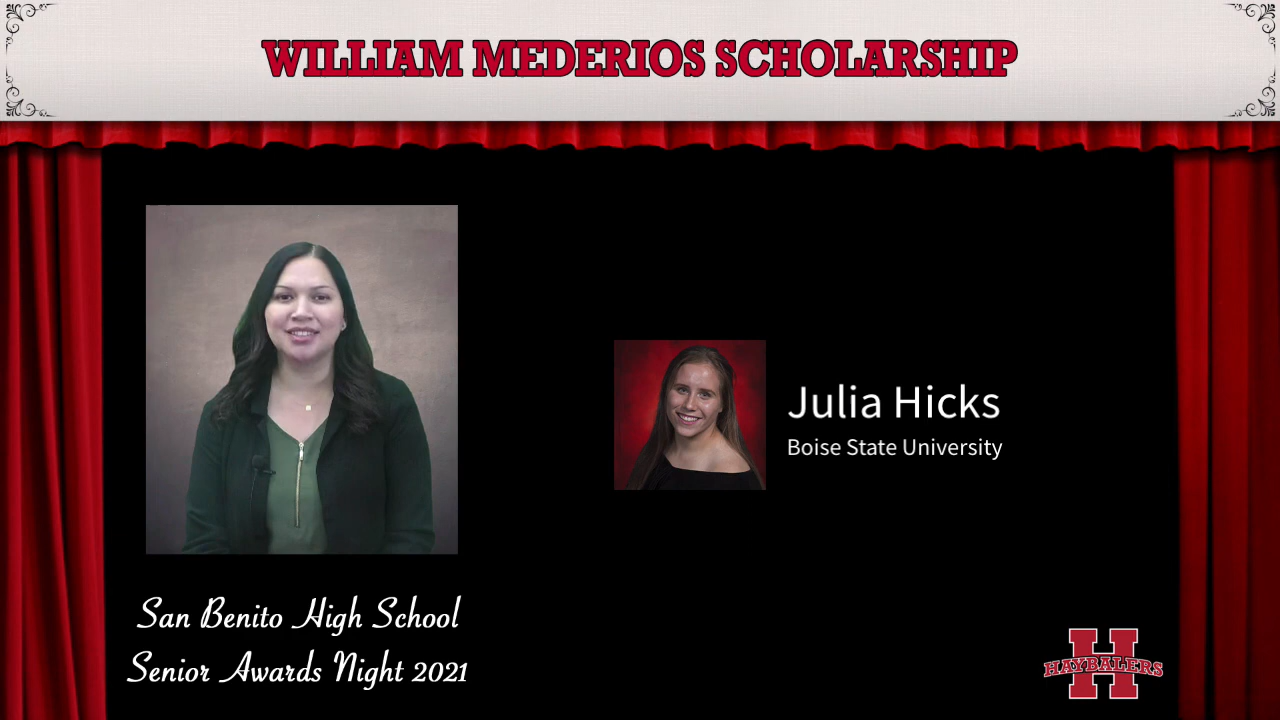 WILLIAM MEDERIOS SCHOLARSHIP
Julia Hicks
Boise State University
San Benito High School
Senior Awards Night 2021
H
HAYBALERS